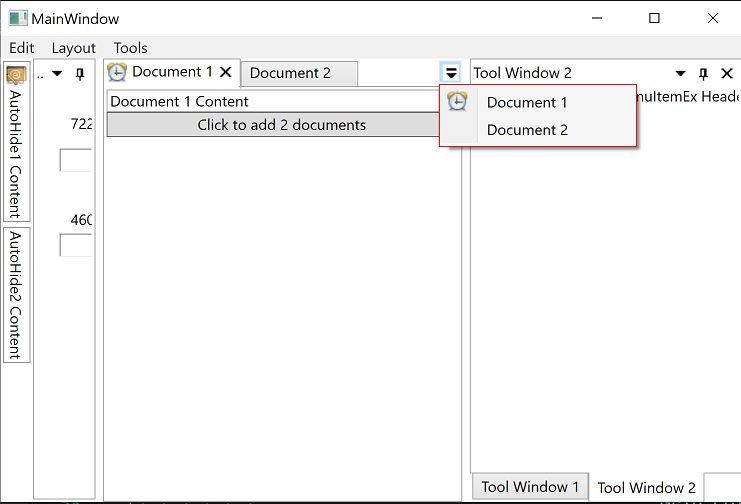 MainWindow
Edit Layout Tools
..
Document 1 Document 2
Tool Window 2
Document 1 Content
Click to add 2 documents
Document 1
Document 2
nuItemEx Heade
722
460
AutoHide1 Content
AutoHide2 Content
Tool Window 1 Tool Window 2